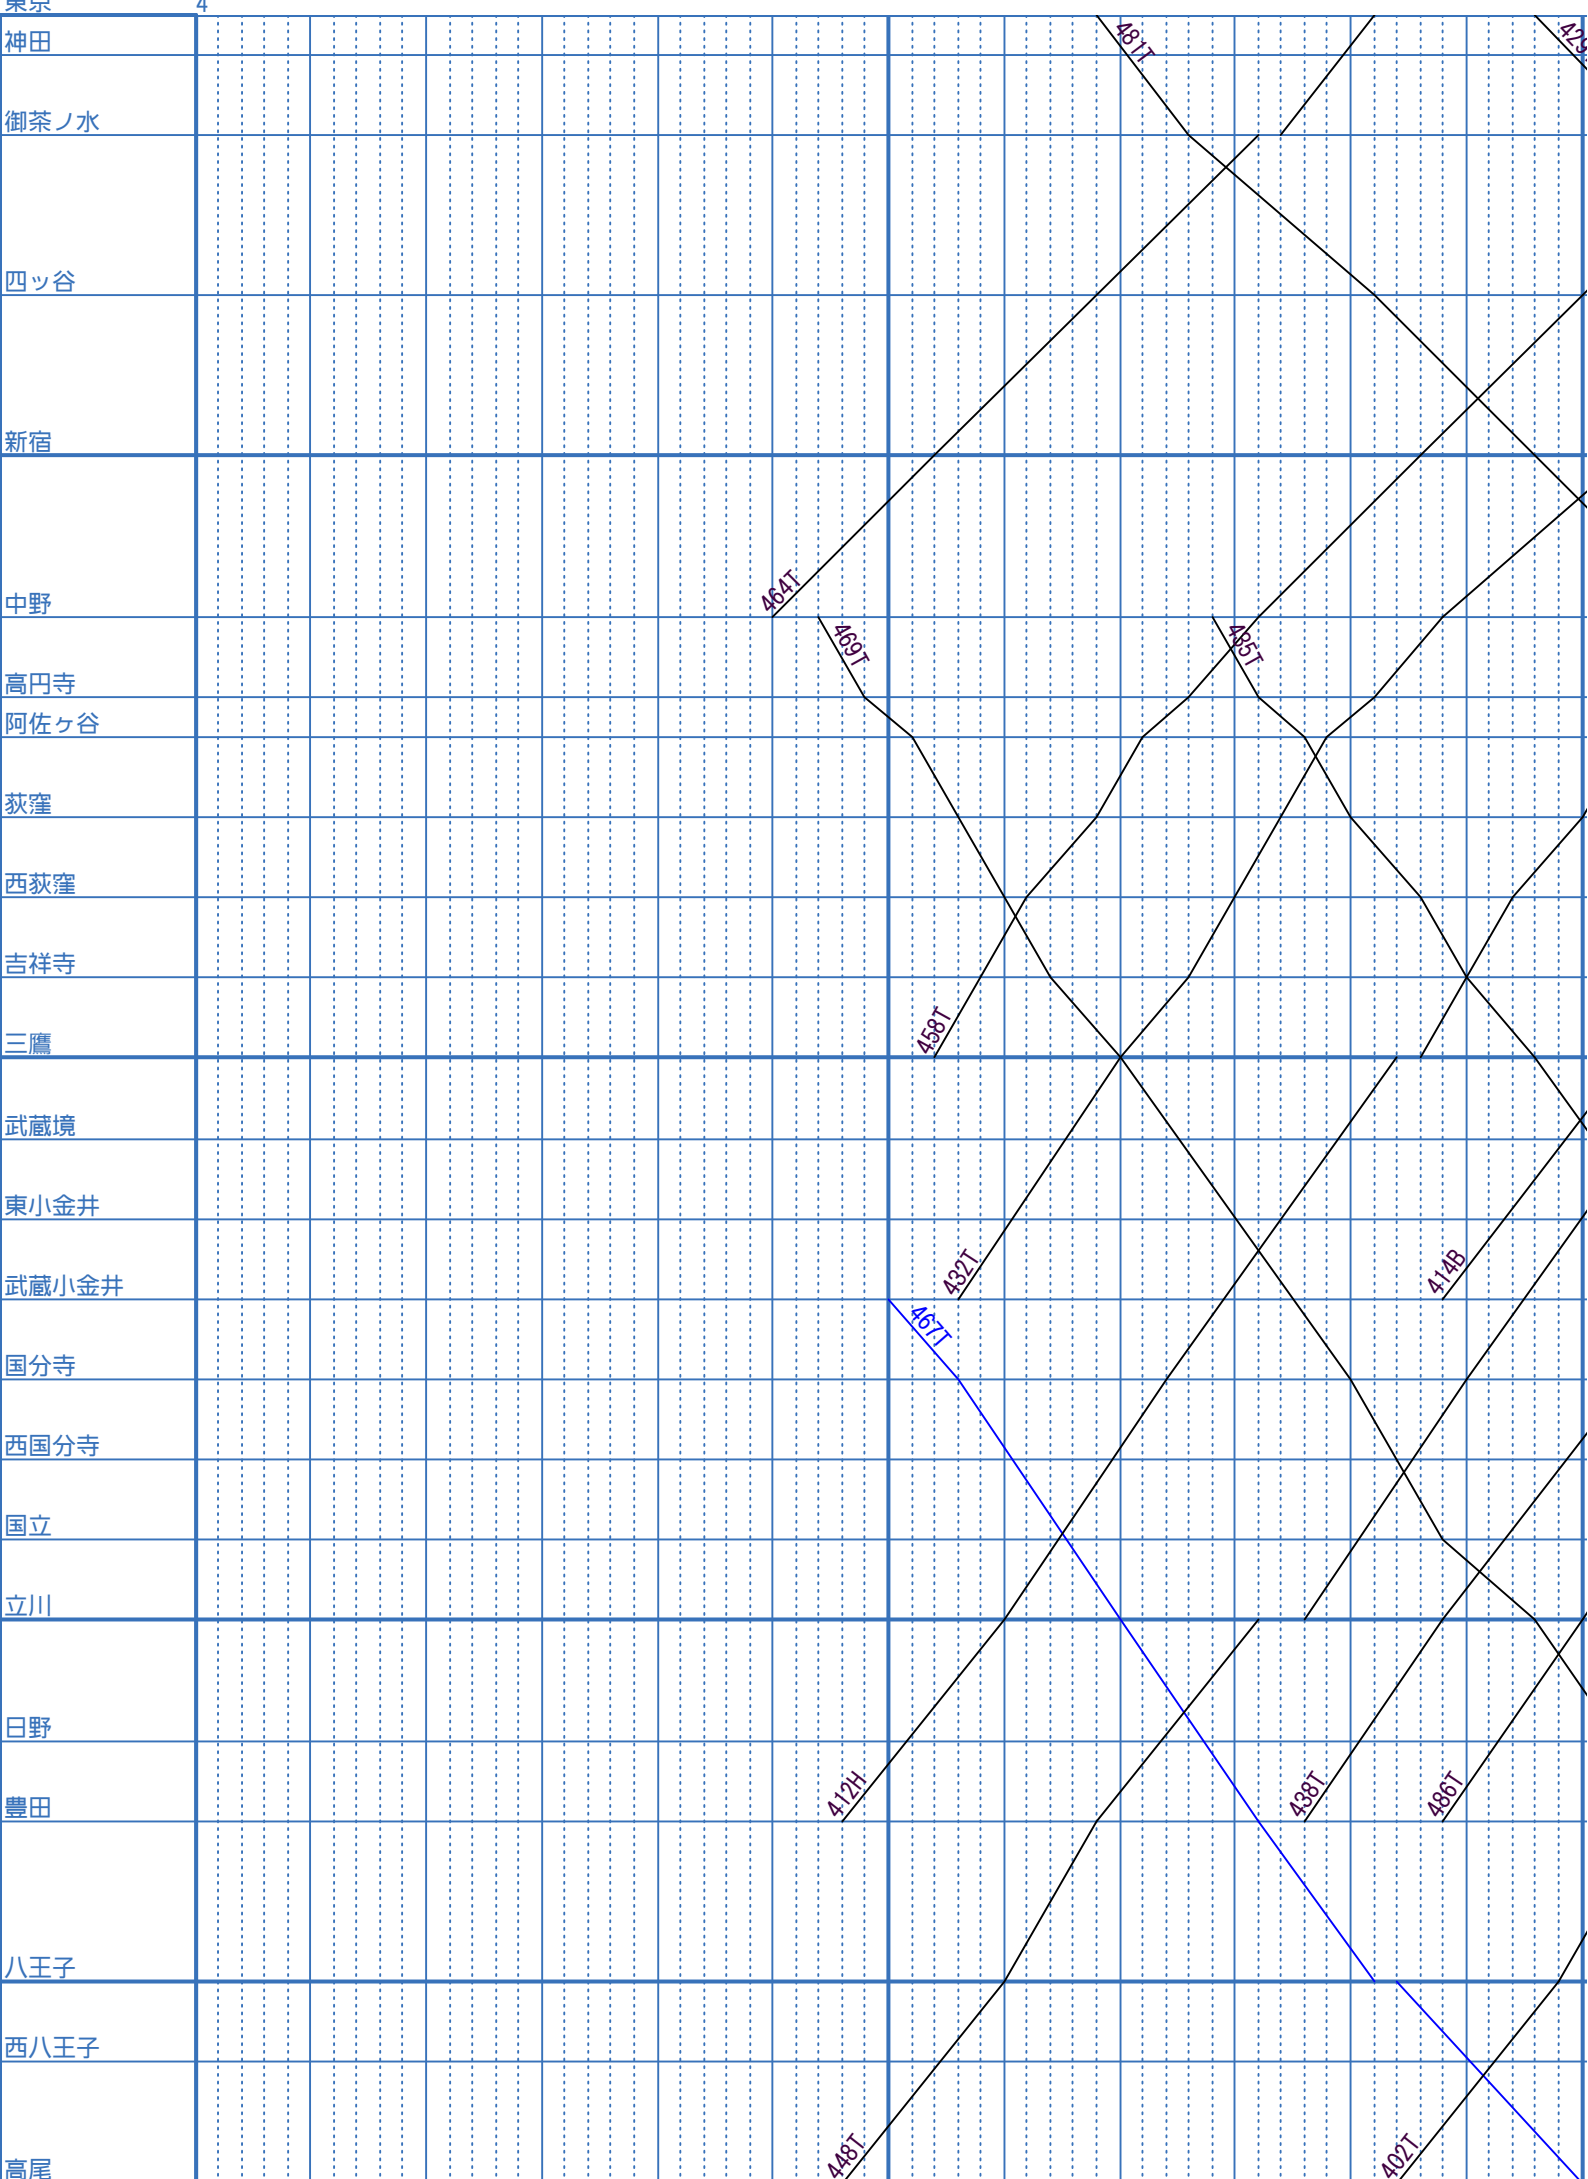 東京 4
神田 481T 429
御茶ノ水
四ッ谷
新宿
中野 464T
469T 435T
高円寺
阿佐ヶ谷
荻窪
西荻窪
吉祥寺
三鷹 458T
武蔵境
東小金井
武蔵小金井 432T 414B
467T
国分寺
西国分寺
国立
立川
日野
豊田 412H 438T 486T
八王子
西八王子
高尾 448T 402T